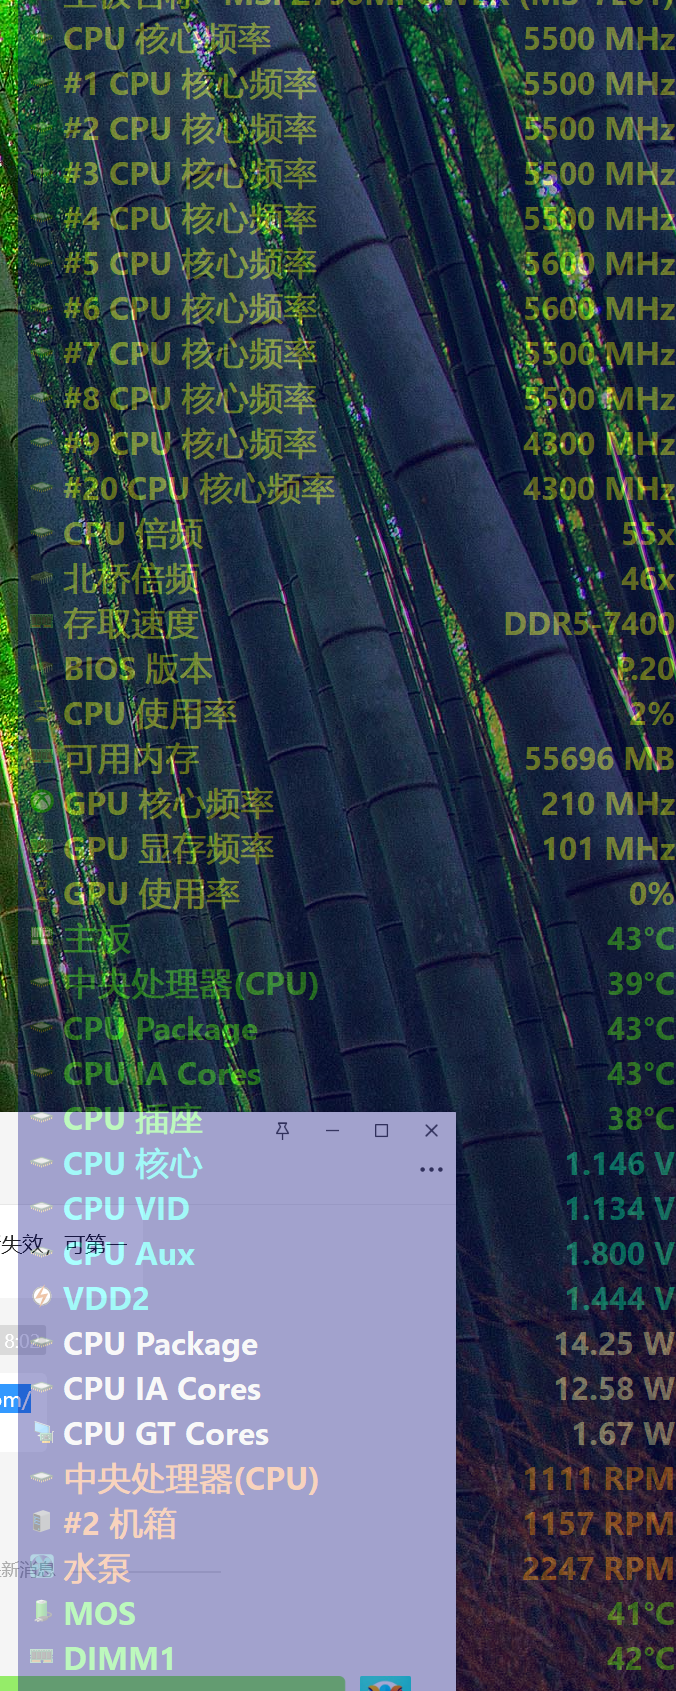 CPU 核心频率 5500 MHz
#1 CPU 核心频率 5500 MHz
#2 CPU 核心频率 5500 MHz
#3 CPU 核心频率 5500 MHz
#4 CPU 核心频率 5500 MHz
#5 CPU 核心频率 5600 MHz
#6 CPU 核心频率 5600 MHz
#7 CPU 核心频率 5500 MHz
#8 CPU 核心频率 5500 MHz
#9 CPU 核心频率 4300 MHz
#20 CPU 核心频率 4300 MHz
CPU 倍频 55x
北桥倍频 46x
存取速度 DDR5-7400
BIOS 版本 P.20
CPU 使用率 2%
可用内存 55696 MB
GPU 核心频率 210 MHz
GPU 显存频率 101 MHz
GPU 使用率 0%
主板 43°C
中央处理器(CPU) 39°C
CPU Package 43°C
CPU IA Cores 43°C
CPU 插座 38°C
CPU 核心 1.146 V
CPU VID 1.134 V
失效，可第一
CPU Aux 1.800 V
VDD2 1.444 V
CPU Package 14.25 W
CPU IA Cores 12.58 W
om/
CPU GT Cores 1.67 W
中央处理器(CPU) 1111 RPM
#2 机箱 1157 RPM
新消息
水泵 2247 RPM
MOS 41°C
DIMM1 42°C